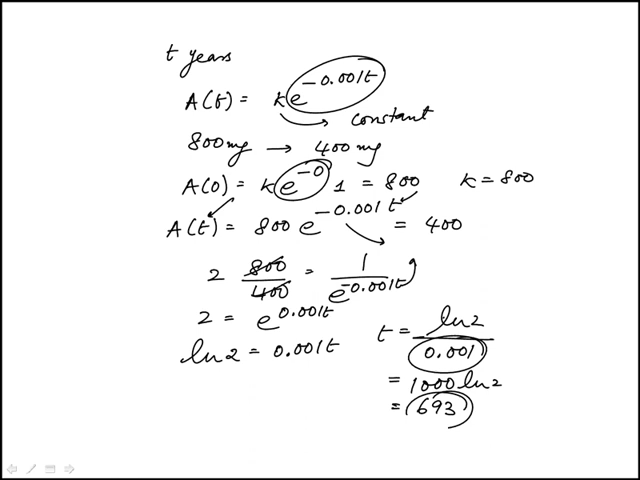 t years
A(t) = ke^-0.001t
constant
800mg → 400mg
A(0) = ke^-0 1 = 800 k = 800
A(t) = 800 e^-0.001t = 400
2 800/400 = 1/e^-0.001t
2 = e^0.001t
ln2 = 0.001t
t = ln2/0.001
= 1000 ln2
= 693